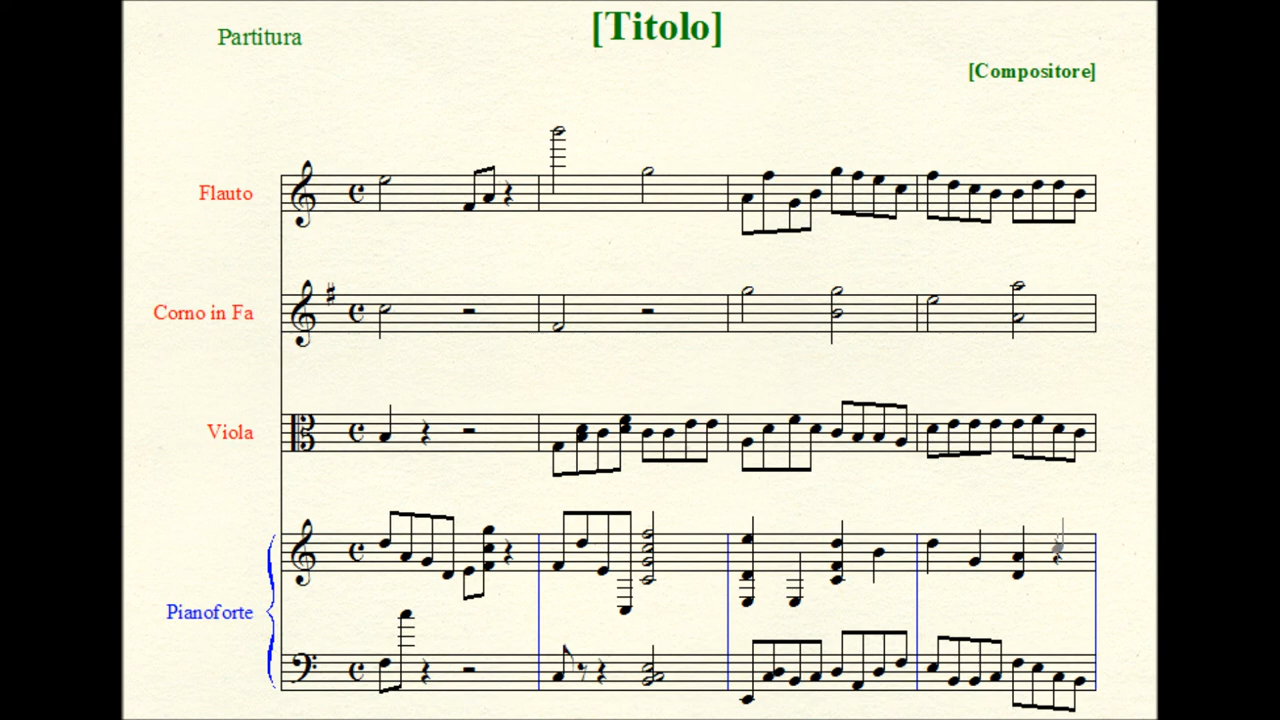 [Titolo]
Partitura
[Compositore]
Flauto
Corno in Fa
Viola
Pianoforte